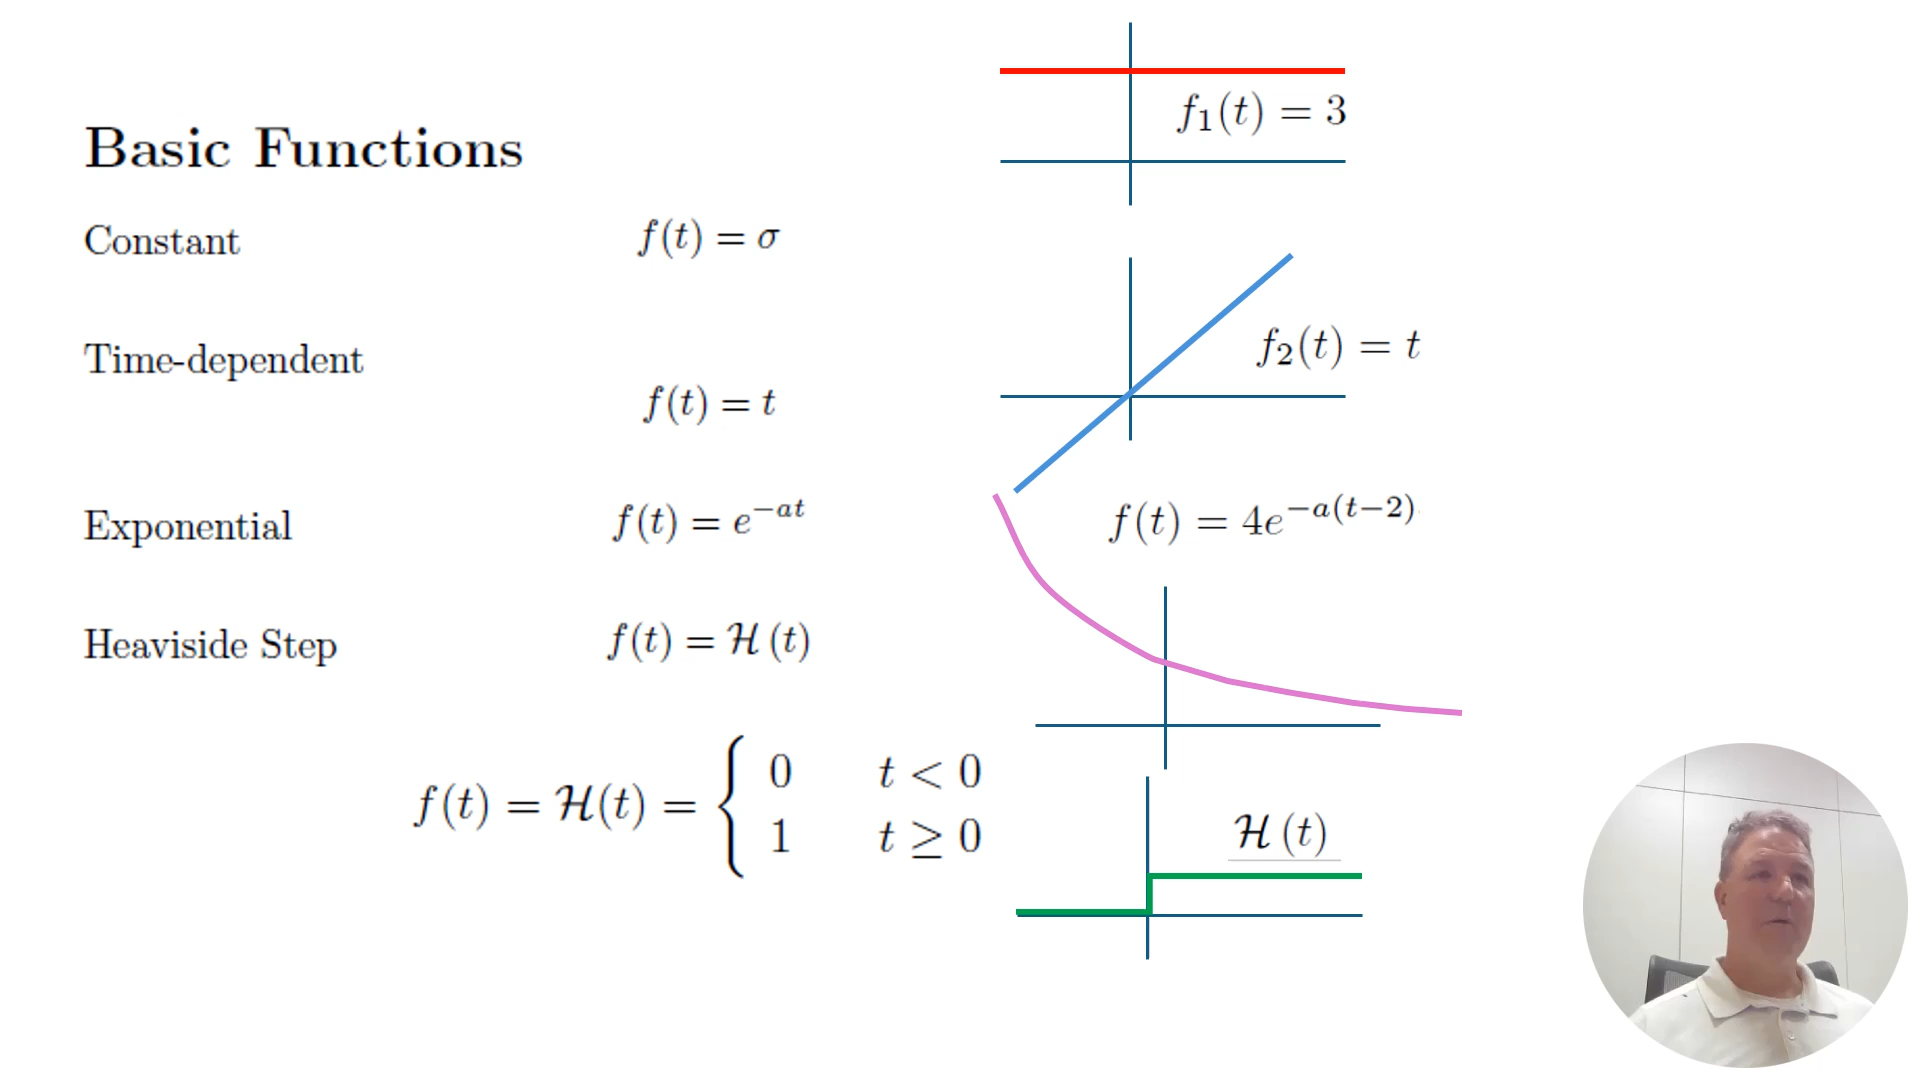 Basic Functions
Constant f(t) = σ
Time-dependent
f(t) = t
Exponential f(t) = e^{-at}
Heaviside Step f(t) = ℋ (t)
f(t) = ℋ(t) = { 0 t < 0
1 t ≥ 0
f₁(t) = 3
f₂(t) = t
f(t) = 4e^{-a(t-2)}
ℋ (t)